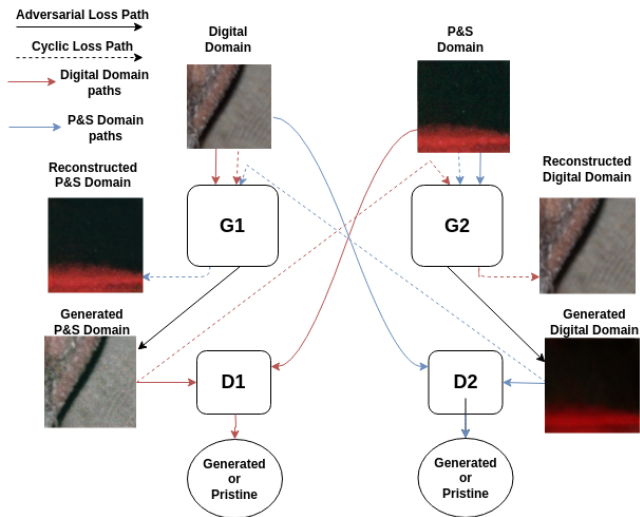 Adversarial Loss Path
Cyclic Loss Path
Digital Domain
paths
P&S Domain
paths
Digital
Domain
P&S
Domain
Reconstructed
P&S Domain
G1
G2
Reconstructed
Digital Domain
Generated
P&S Domain
Generated
Digital Domain
D1
D2
Generated
or
Pristine
Generated
or
Pristine